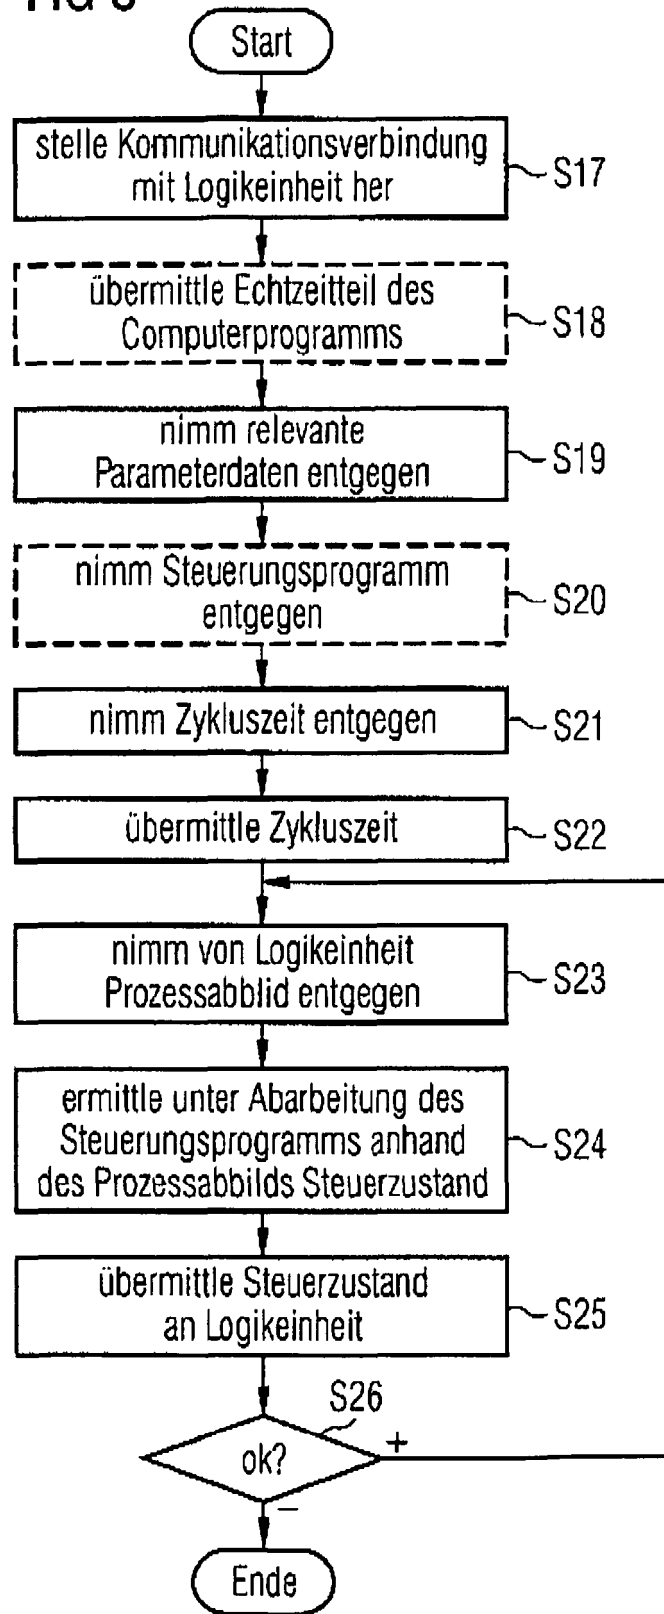 Start
stelle Kommunikationsverbindung
mit Logikeinheit her
S17
übermittle Echtzeitteil des
Computerprogramms
S18
nimm relevante
Parameterdaten entgegen
S19
nimm Steuerungsprogramm
entgegen
S20
nimm Zykluszeit entgegen
S21
übermittle Zykluszeit
S22
nimm von Logikeinheit
Prozessabblid entgegen
S23
ermittle unter Abarbeitung des
Steuerungsprogramms anhand
des Prozessabbilds Steuerzustand
S24
übermittle Steuerzustand
an Logikeinheit
S25
S26
ok?
+
–
Ende